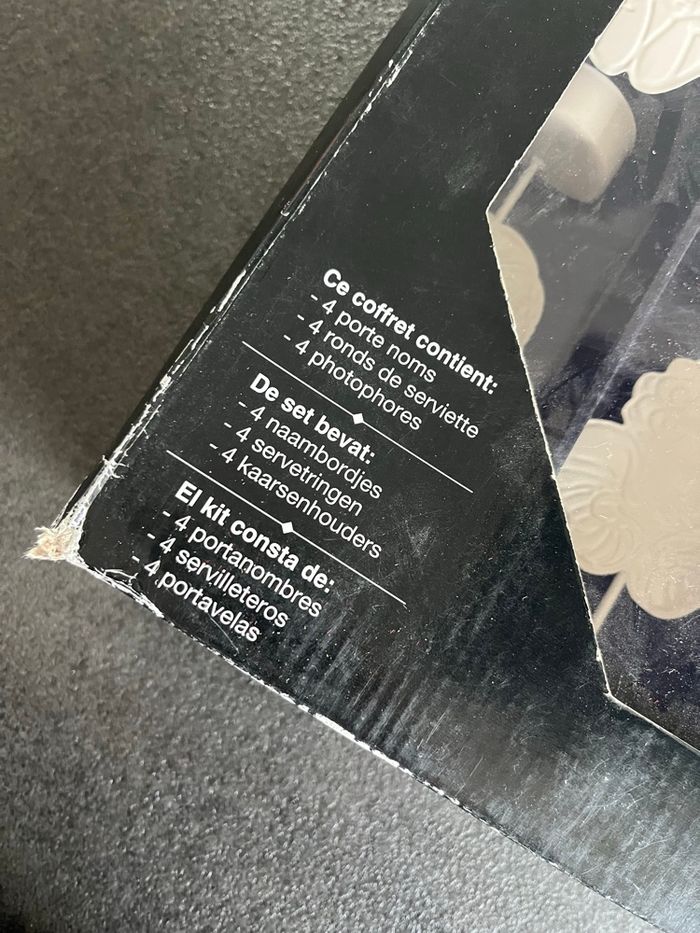 Ce coffret contient:
- 4 porte noms
- 4 ronds de serviette
- 4 photophores
De set bevat:
- 4 naambordjes
- 4 servetringen
- 4 kaarsenhouders
El kit consta de:
- 4 portanombres
- 4 servilleteros
- 4 portavelas